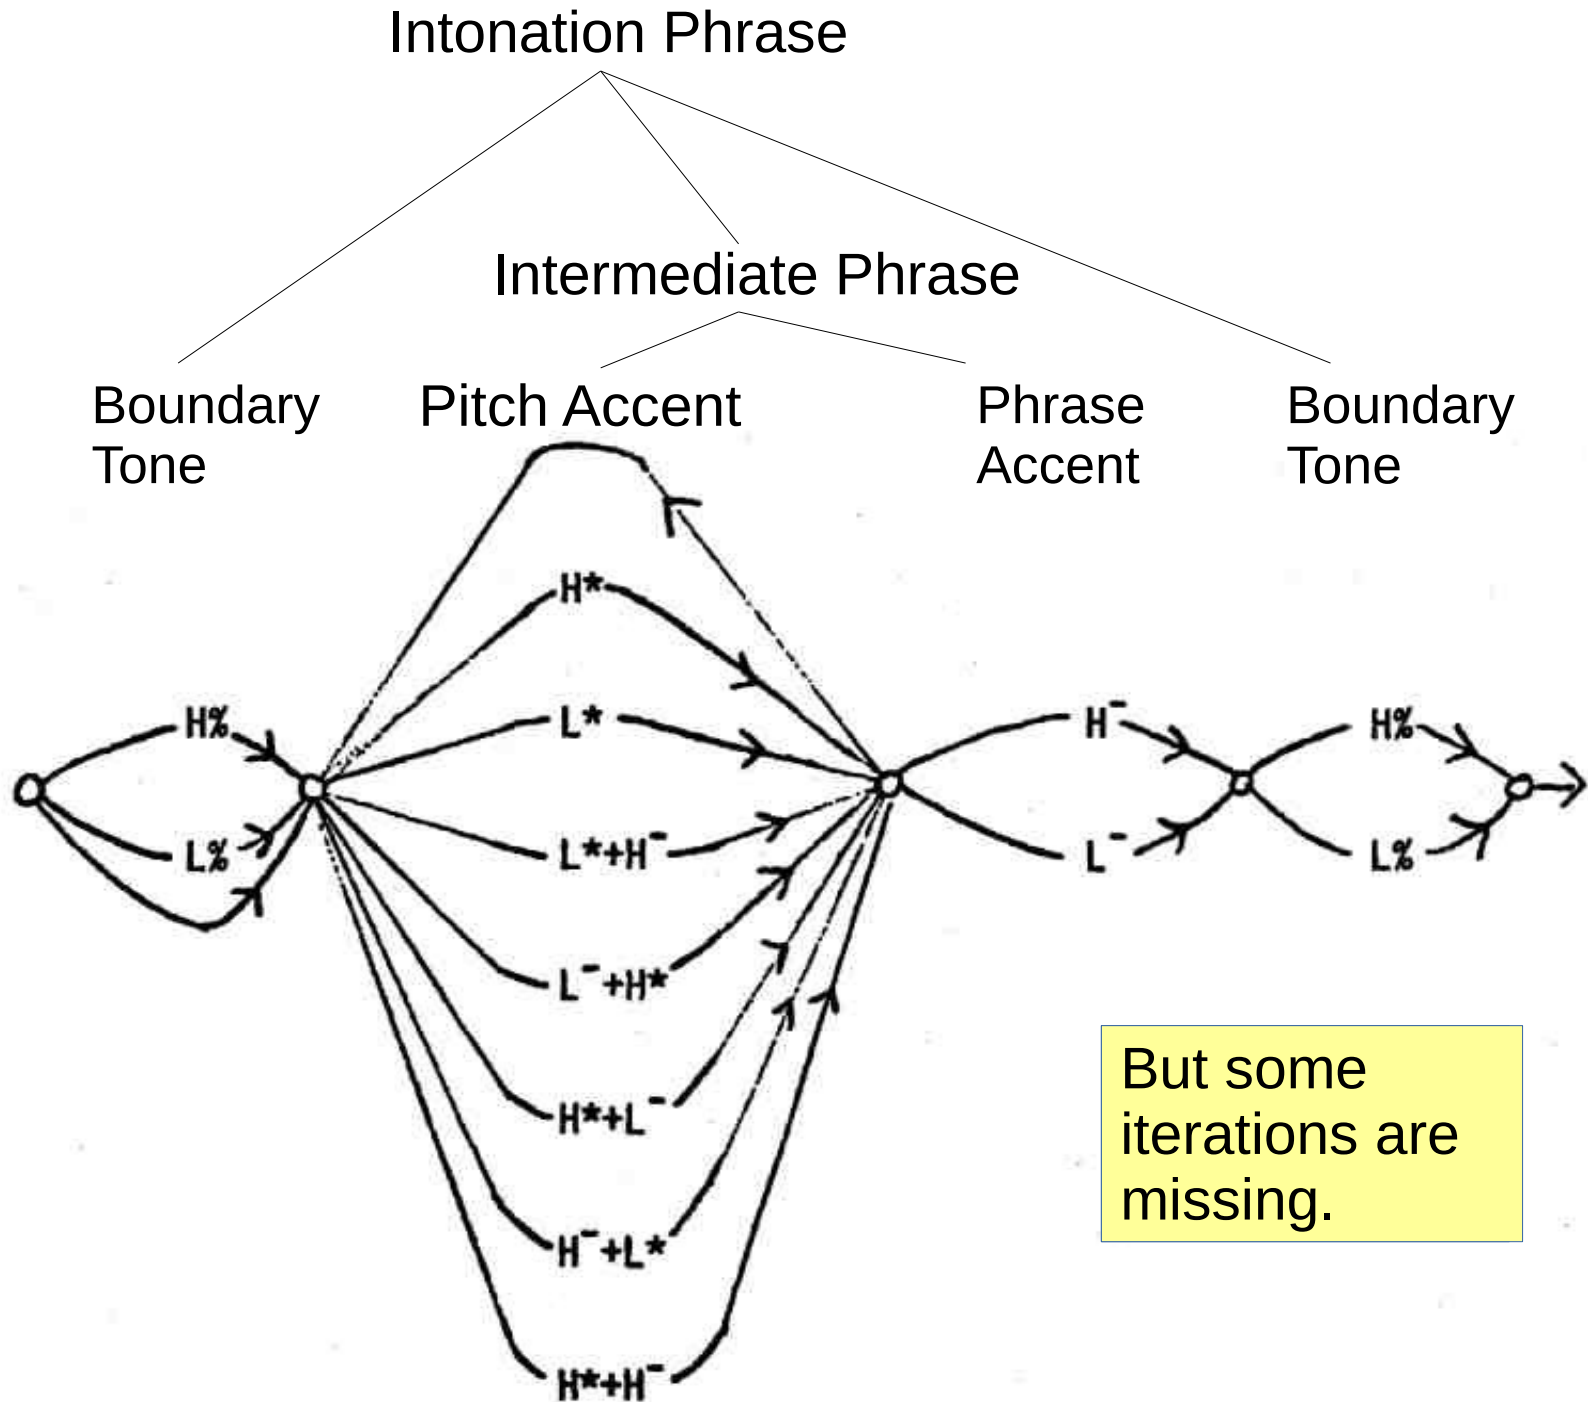 Intonation Phrase
Intermediate Phrase
Boundary
Tone
Pitch Accent
Phrase
Accent
Boundary
Tone
H*
L*
H%
H⁻
H%
L%
L*+H⁻
L⁻
L%
L⁻+H*
H*+L⁻
H⁻+L*
H*+H⁻
But some
iterations are
missing.